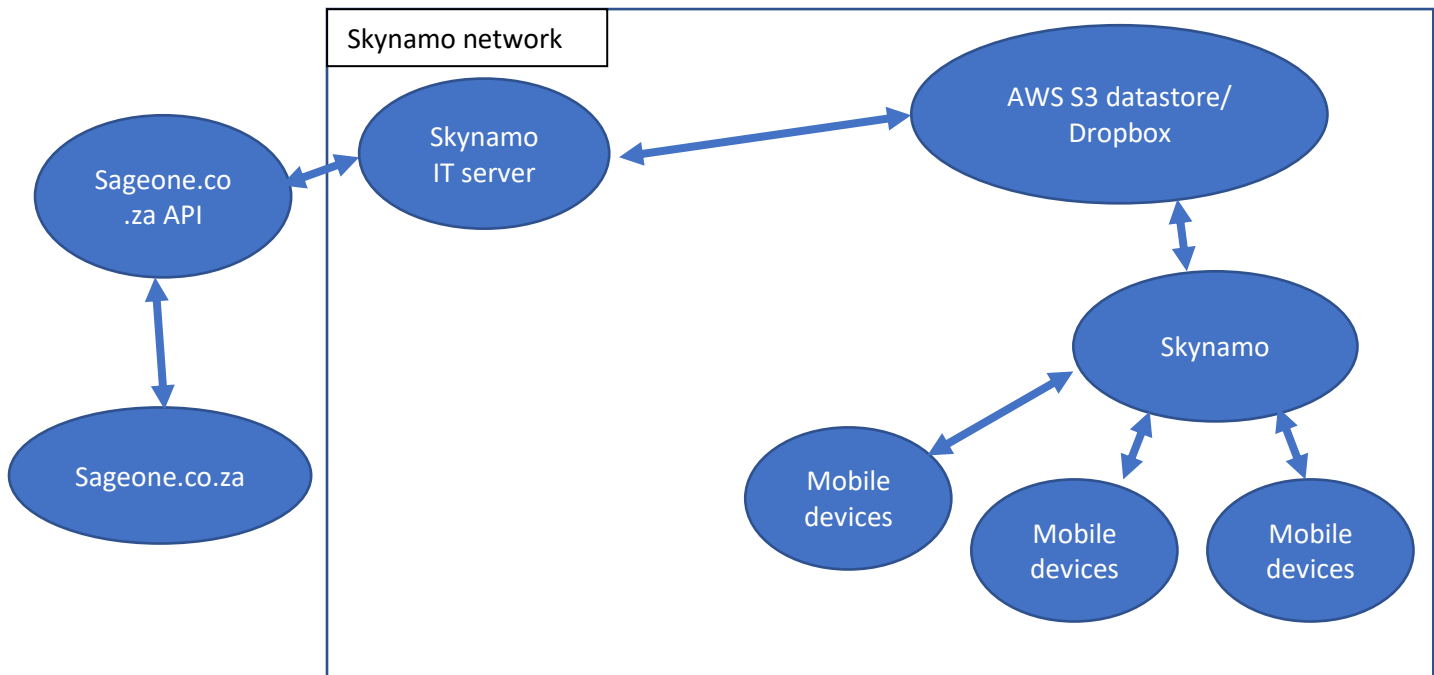 Skynamo network
AWS S3 datastore/
Dropbox
Skynamo
IT server
Sageone.co
.za API
Skynamo
Sageone.co.za
Mobile
devices
Mobile
devices
Mobile
devices